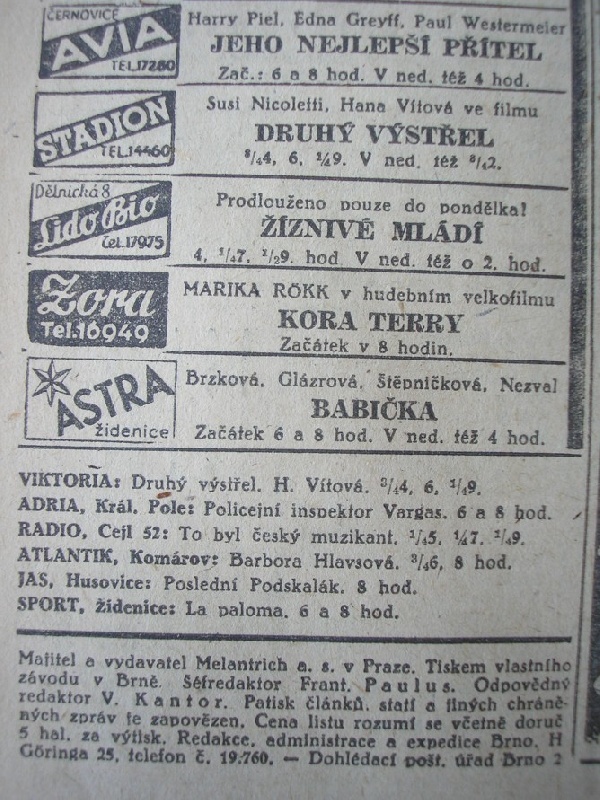 ČERNOVICE
AVIA
TEL.17280
Harry Piel, Edna Greyff, Paul Westermeier
JEHO NEJLEPŠÍ PŘÍTEL
Zač.: 6 a 8 hod. V ned. též 4 hod.
STADION
TEL.14460
Susi Nicoletti, Hana Vítová ve filmu
DRUHÝ VÝSTŘEL
³/₄4, 6, ¼9. V ned. též ³/₄2.
Dělnická 8
Lido Bio
tel.17975
Prodlouženo pouze do pondělka!
ŽÍZNIVÉ MLÁDÍ
4, ¹/₄7, ¹/₂9. hod V ned. též o 2. hod.
Zora
Tel.16949
MARIKA RÖKK v hudebním velkofilmu
KORA TERRY
Začátek v 8 hodin.
ASTRA
židenice
Brzková, Glázrová, Štěpničková, Nezval
BABIČKA
Začátek 6 a 8 hod. V ned. též 4 hod.
VIKTORIA: Druhý výstřel. H. Vítová. ³/₄4, 6, ¹/₄9.
ADRIA, Král. Pole: Policejní inspektor Vargas. 6 a 8 hod.
RADIO, Cejl 52: To byl český muzikant. ¹/₄5, ¼7, ½9.
ATLANTIK, Komárov: Barbora Hlavsová. ³/₄6, 8 hod.
JAS, Husovice: Poslední Podskalák. 8 hod.
SPORT, židenice: La paloma. 6 a 8 hod.
Majitel a vydavatel Melantrich a. s. v Praze. Tiskem vlastního
závodu v Brně. Šéfredaktor Frant. Paulus. Odpovědný
redaktor V. Kantor. Patisk článků, statí a jiných chráně-
ných zpráv je zapovězen. Cena listu rozumí se včetně doruč
5 hal. za výtisk. Redakce, administrace a expedice Brno, H
Göringa 25, telefon č. 19.760. — Dohlédací pošt. úřad Brno 2